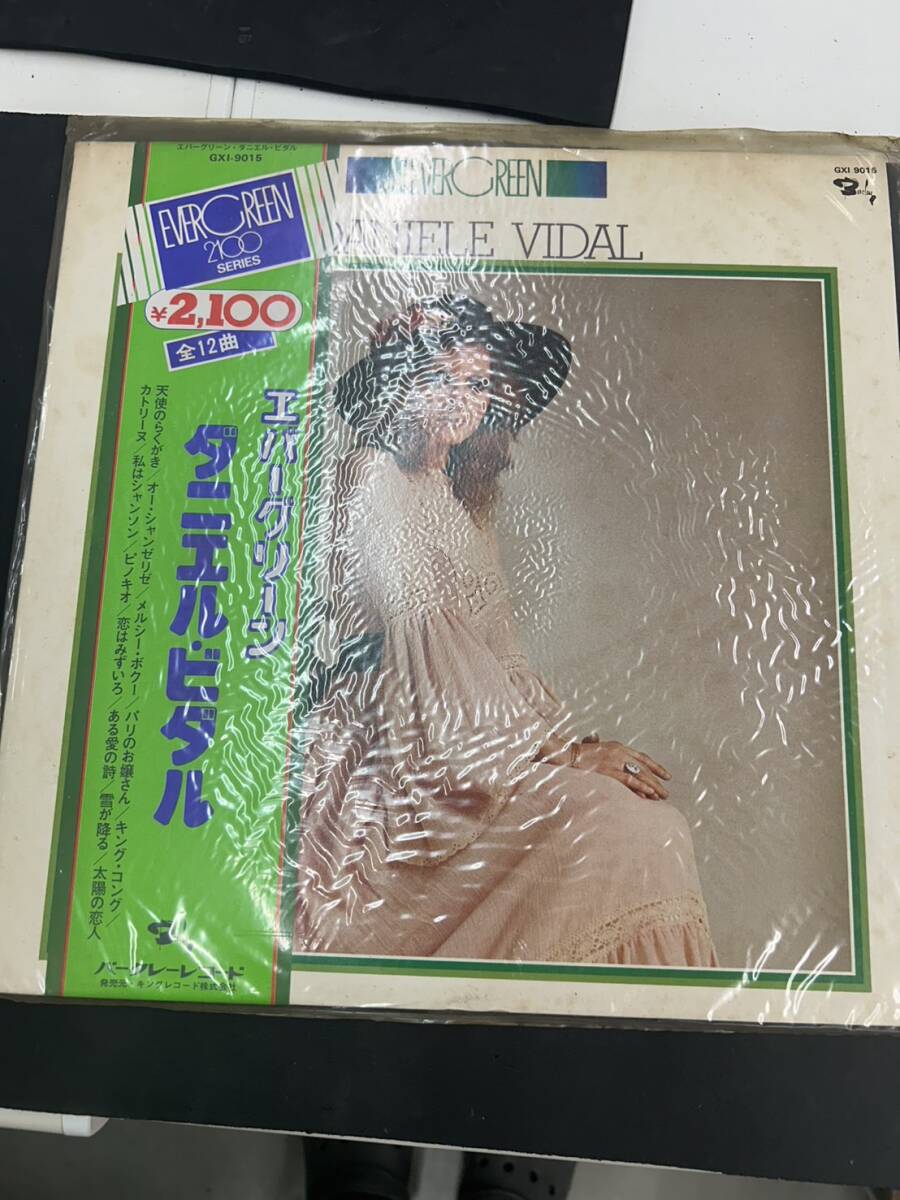 エバーグリーン・ダニエル・ビダル
GXI-9015
EVERGREEN
2100
SERIES
¥2,100
全12曲
エバーグリーン
ダニエル・ビダル
天使のらくがき/オー・シャンゼリゼ/メルシー・ボクー/パリのお嬢さん/キング・コング/
カトリーヌ/私はシャンソン/ピノキオ/恋はみずいろ/ある愛の詩/雪が降る/太陽の恋人
バークレーレコード
発売元・キングレコード株式会社
EVERGREEN
DANIELE VIDAL
GXI 9015
Barclay